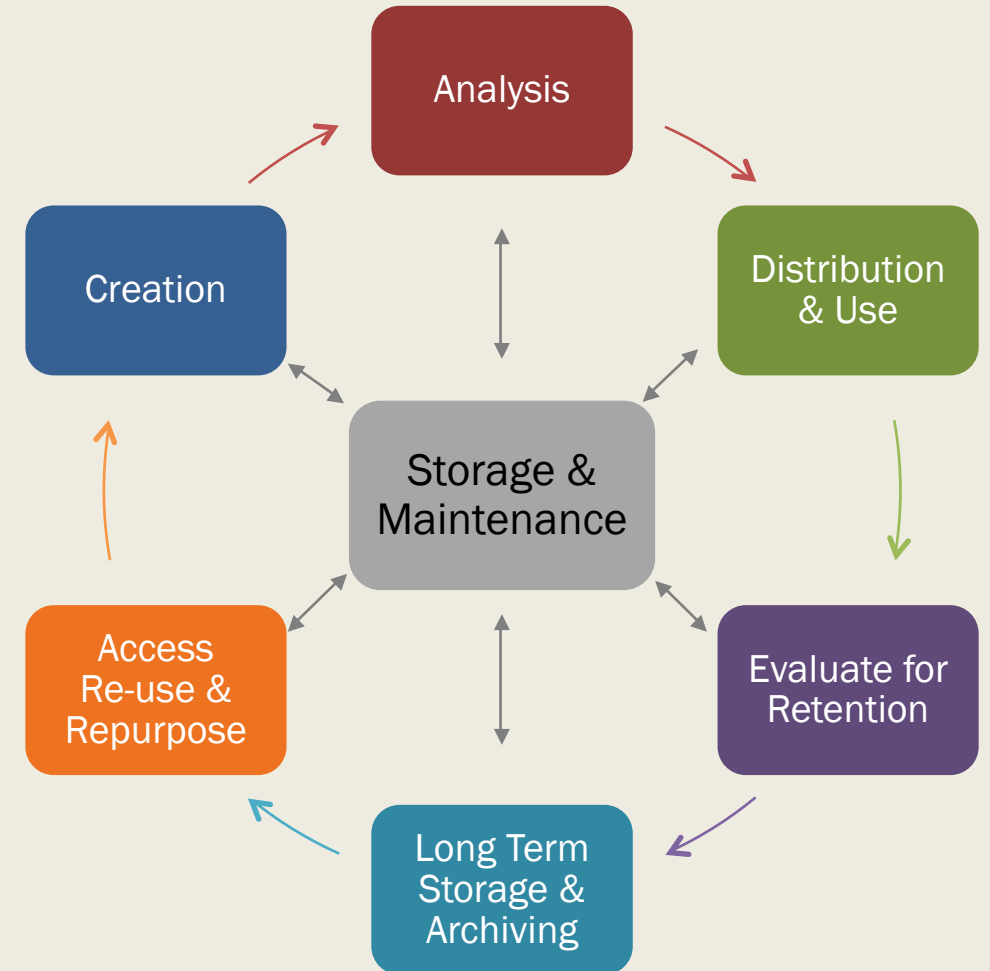 Analysis
Creation
Distribution
& Use
Storage &
Maintenance
Access
Re-use &
Repurpose
Evaluate for
Retention
Long Term
Storage &
Archiving